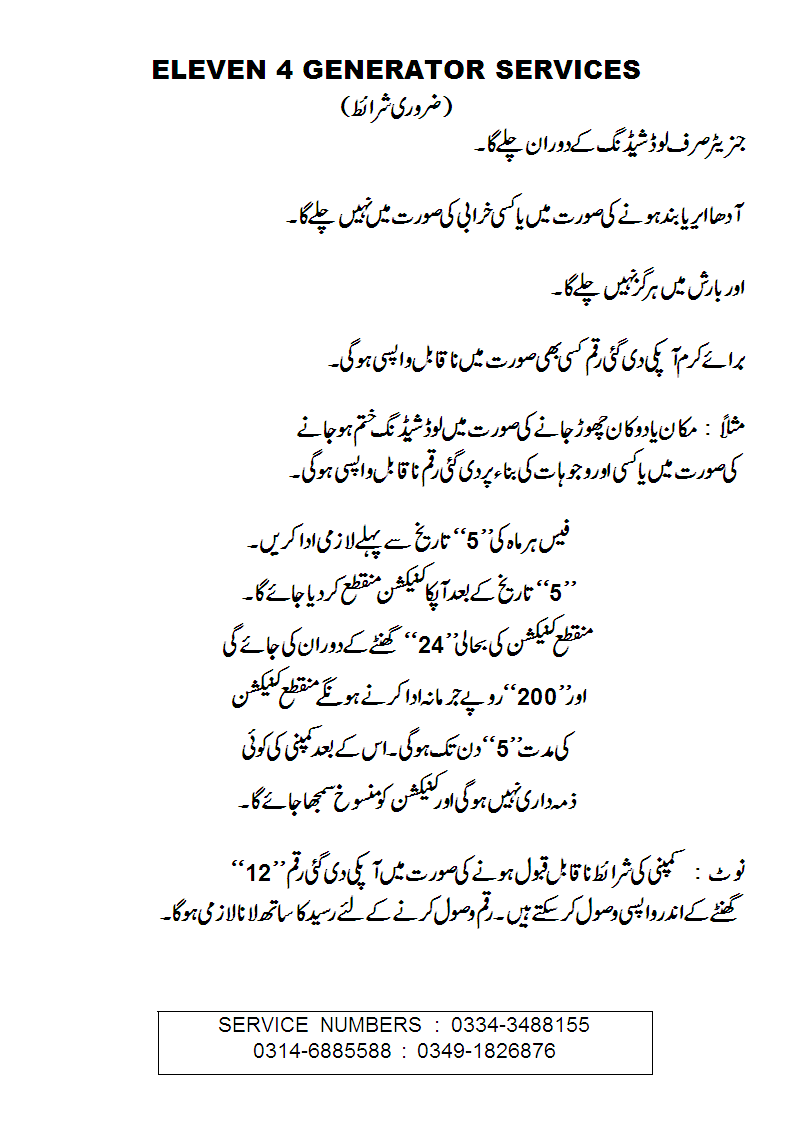 ELEVEN 4 GENERATOR SERVICES
(ضروری شرائط)
جنریٹر صرف لوڈشیڈنگ کے دوران چلے گا۔
آدھا ایریا بند ہونے کی صورت میں یا کسی خرابی کی صورت میں نہیں چلے گا۔
اور بارش میں ہرگز نہیں چلے گا۔
برائے کرم آپکی دی گئی رقم کسی بھی صورت میں ناقابل واپسی ہوگی۔
مثلاً : مکان یا دوکان چھوڑ جانے کی صورت میں لوڈشیڈنگ ختم ہوجانے
کی صورت میں یا کسی اور وجوہات کی بناء پر دی گئی رقم ناقابل واپسی ہوگی۔
فیس ہر ماہ کی ”5“ تاریخ سے پہلے لازمی ادا کریں۔
”5“ تاریخ کے بعد آپکا کنیکشن منقطع کردیا جائے گا۔
منقطع کنیکشن کی بحالی ”24“ گھنٹے کے دوران کی جائے گی
اور ”200“ روپے جرمانہ ادا کرنے ہونگے منقطع کنیکشن
کی مدت ”5“ دن تک ہوگی۔ اس کے بعد کمپنی کی کوئی
ذمہ داری نہیں ہوگی اور کنیکشن کو منسوخ سمجھا جائے گا۔
نوٹ : کمپنی کی شرائط ناقابل قبول ہونے کی صورت میں آپکی دی گئی رقم ”12“
گھنٹے کے اندر واپسی وصول کرسکتے ہیں۔ رقم وصول کرنے کے لئے رسید کا ساتھ لانا لازمی ہوگا۔
SERVICE NUMBERS : 0334-3488155
0314-6885588 : 0349-1826876